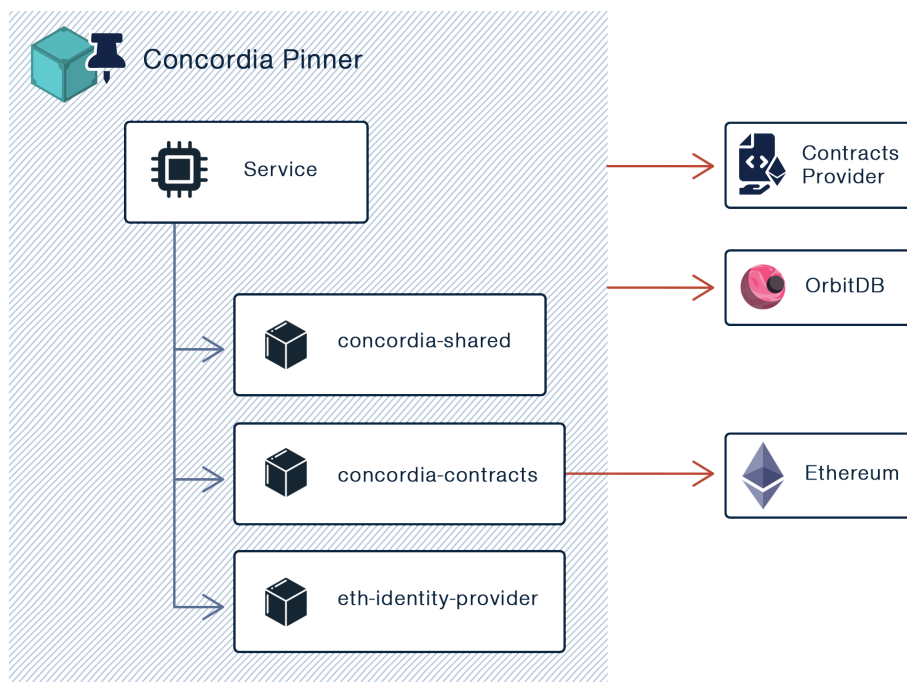 Concordia Pinner
Service
Contracts
Provider
OrbitDB
concordia-shared
concordia-contracts
Ethereum
eth-identity-provider